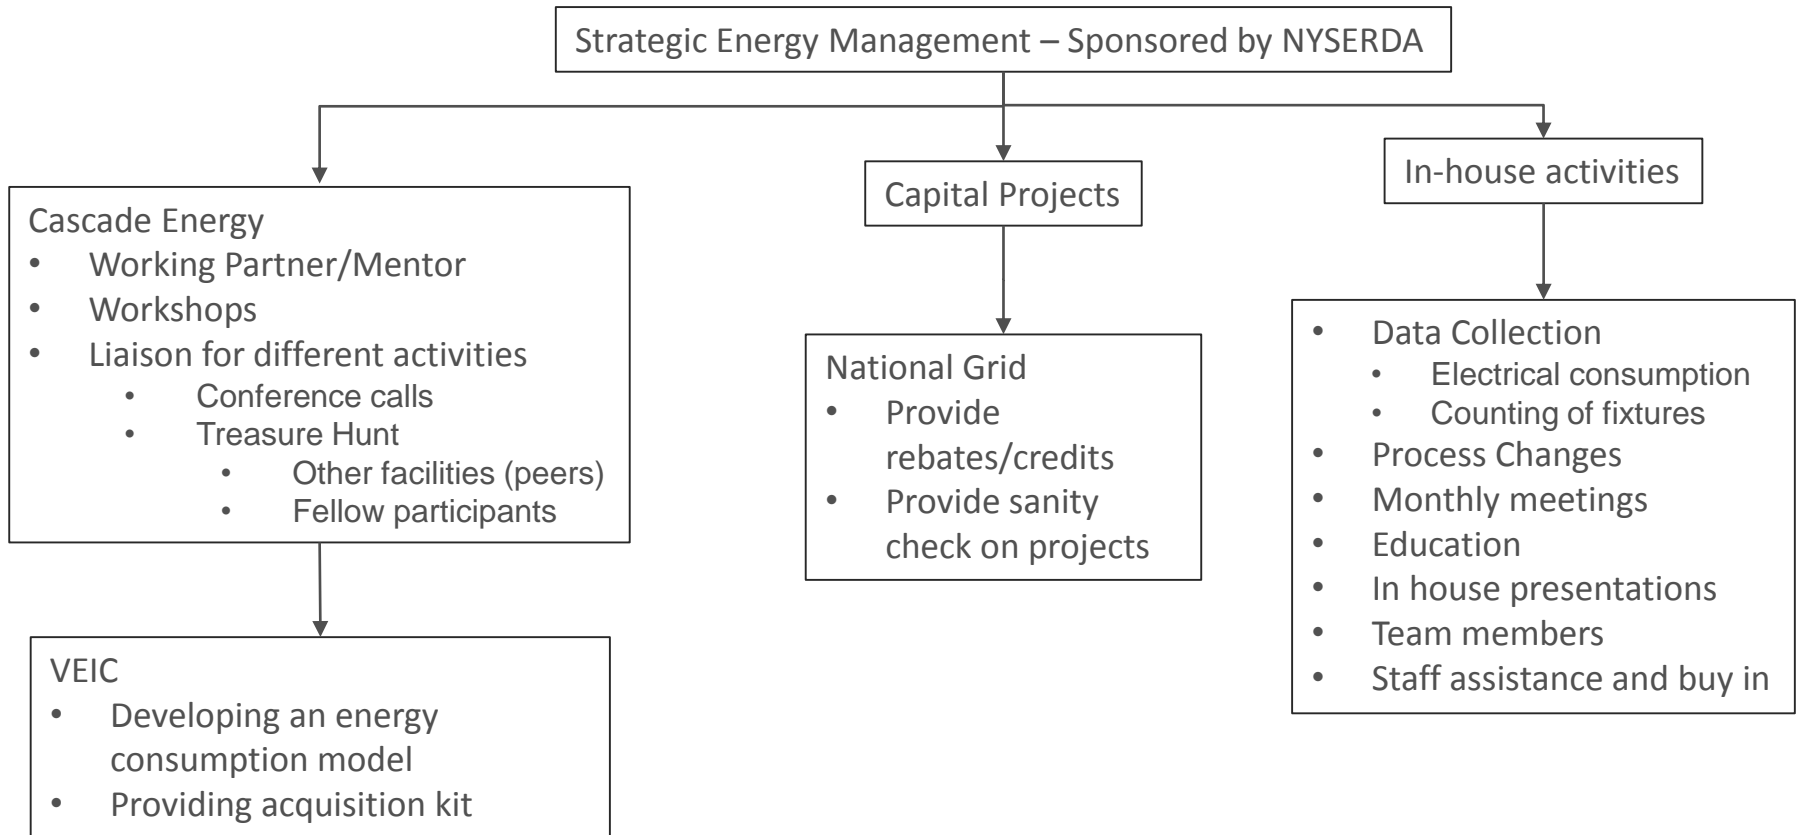 Strategic Energy Management – Sponsored by NYSERDA
Cascade Energy
• Working Partner/Mentor
• Workshops
• Liaison for different activities
• Conference calls
• Treasure Hunt
• Other facilities (peers)
• Fellow participants
VEIC
• Developing an energy
consumption model
• Providing acquisition kit
Capital Projects
National Grid
• Provide
rebates/credits
• Provide sanity
check on projects
In-house activities
• Data Collection
• Electrical consumption
• Counting of fixtures
• Process Changes
• Monthly meetings
• Education
• In house presentations
• Team members
• Staff assistance and buy in